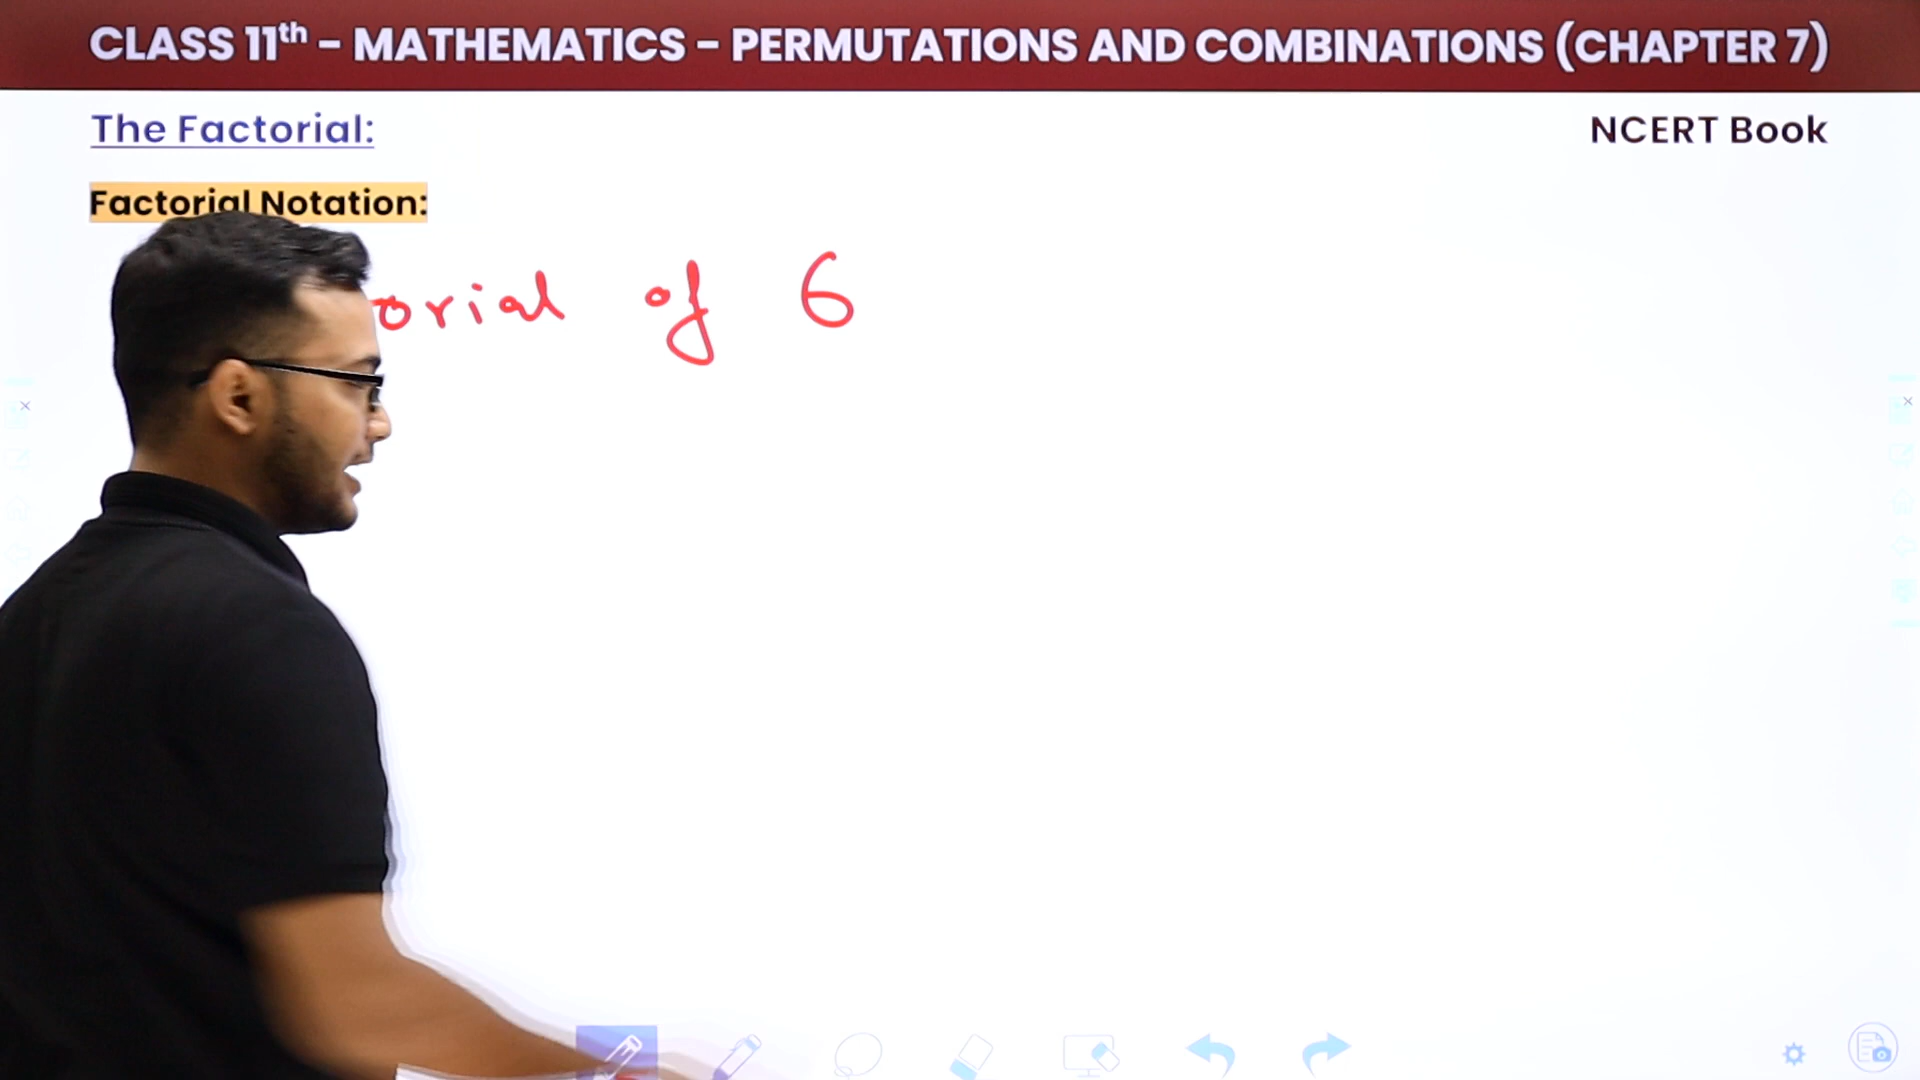 CLASS 11th - MATHEMATICS - PERMUTATIONS AND COMBINATIONS (CHAPTER 7)
The Factorial:
NCERT Book
Factorial Notation:
orial of 6